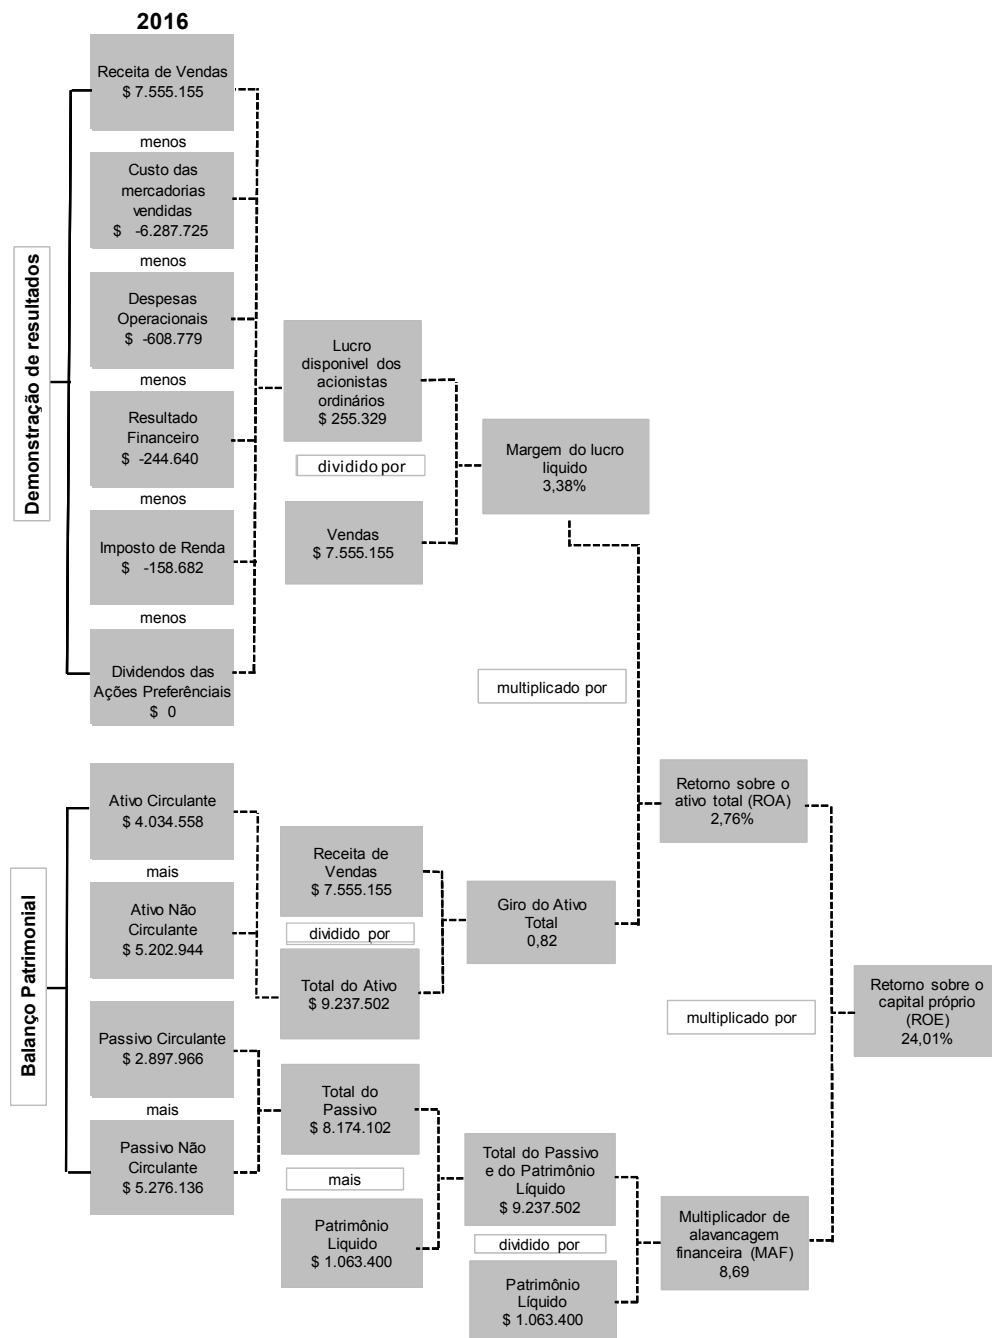 2016
Demonstração de resultados
Receita de Vendas
$ 7.555.155
menos
Custo das
mercadorias
vendidas
$ -6.287.725
menos
Despesas
Operacionais
$ -608.779
menos
Resultado
Financeiro
$ -244.640
menos
Imposto de Renda
$ -158.682
menos
Dividendos das
Ações Preferênciais
$ 0
Lucro
disponivel dos
acionistas
ordinários
$ 255.329
dividido por
Vendas
$ 7.555.155
Margem do lucro
liquido
3,38%
multiplicado por
Balanço Patrimonial
Ativo Circulante
$ 4.034.558
mais
Ativo Não
Circulante
$ 5.202.944
Passivo Circulante
$ 2.897.966
mais
Passivo Não
Circulante
$ 5.276.136
Receita de
Vendas
$ 7.555.155
dividido por
Total do Ativo
$ 9.237.502
Total do
Passivo
$ 8.174.102
mais
Patrimônio
Liquido
$ 1.063.400
Giro do Ativo
Total
0,82
Total do Passivo
e do Patrimônio
Líquido
$ 9.237.502
dividido por
Patrimônio
Líquido
$ 1.063.400
Retorno sobre o
ativo total (ROA)
2,76%
multiplicado por
Multiplicador de
alavancagem
financeira (MAF)
8,69
Retorno sobre o
capital próprio
(ROE)
24,01%